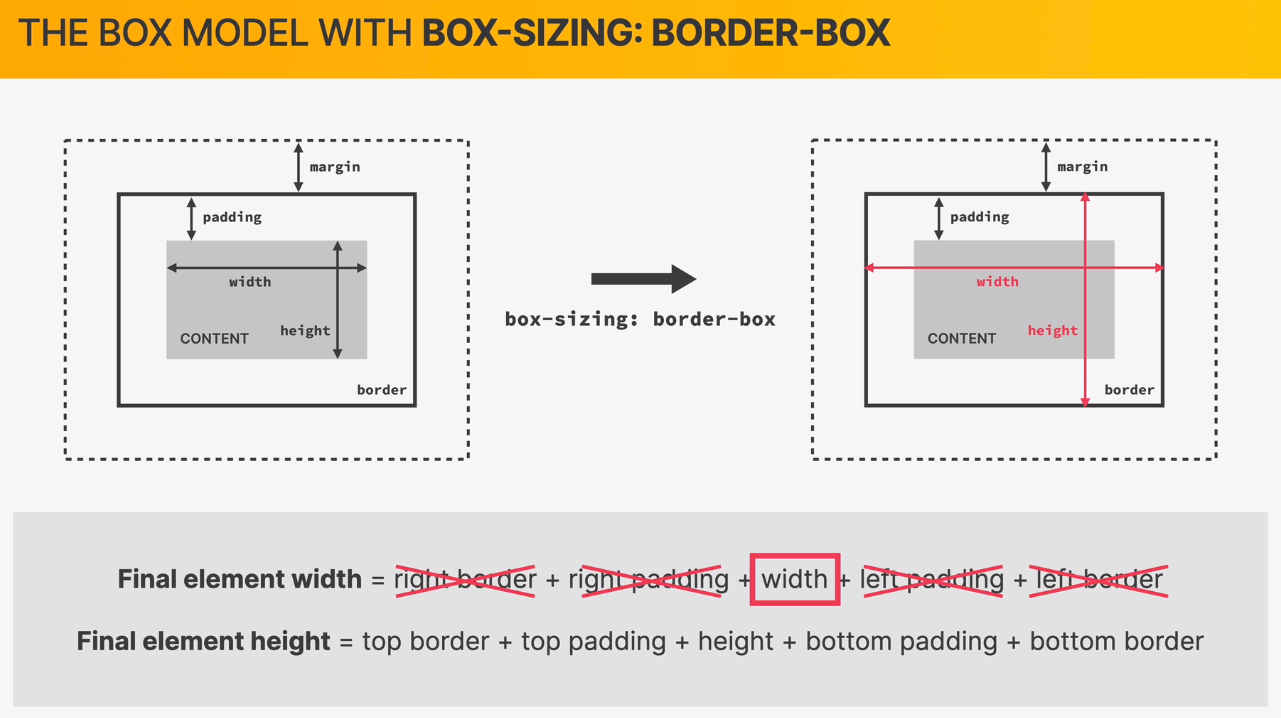 THE BOX MODEL WITH BOX-SIZING: BORDER-BOX
margin
padding
width
height
CONTENT
border
box-sizing: border-box
margin
padding
width
height
CONTENT
border
Final element width = right border + right padding + width + left padding + left border
Final element height = top border + top padding + height + bottom padding + bottom border